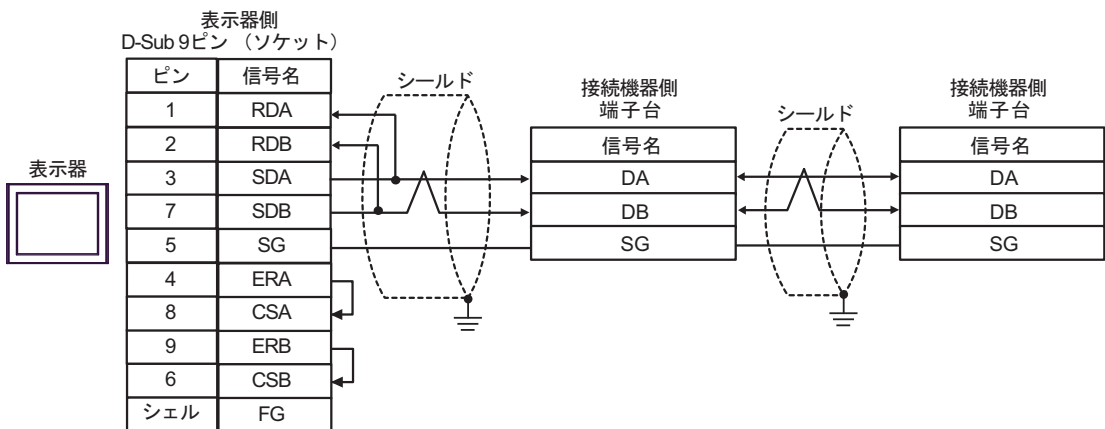 表示器側
D-Sub 9ピン （ソケット）
ピン 信号名
1 RDA
2 RDB
3 SDA
7 SDB
5 SG
4 ERA
8 CSA
9 ERB
6 CSB
シェル FG
表示器
シールド
接続機器側
端子台
信号名
DA
DB
SG
シールド
接続機器側
端子台
信号名
DA
DB
SG